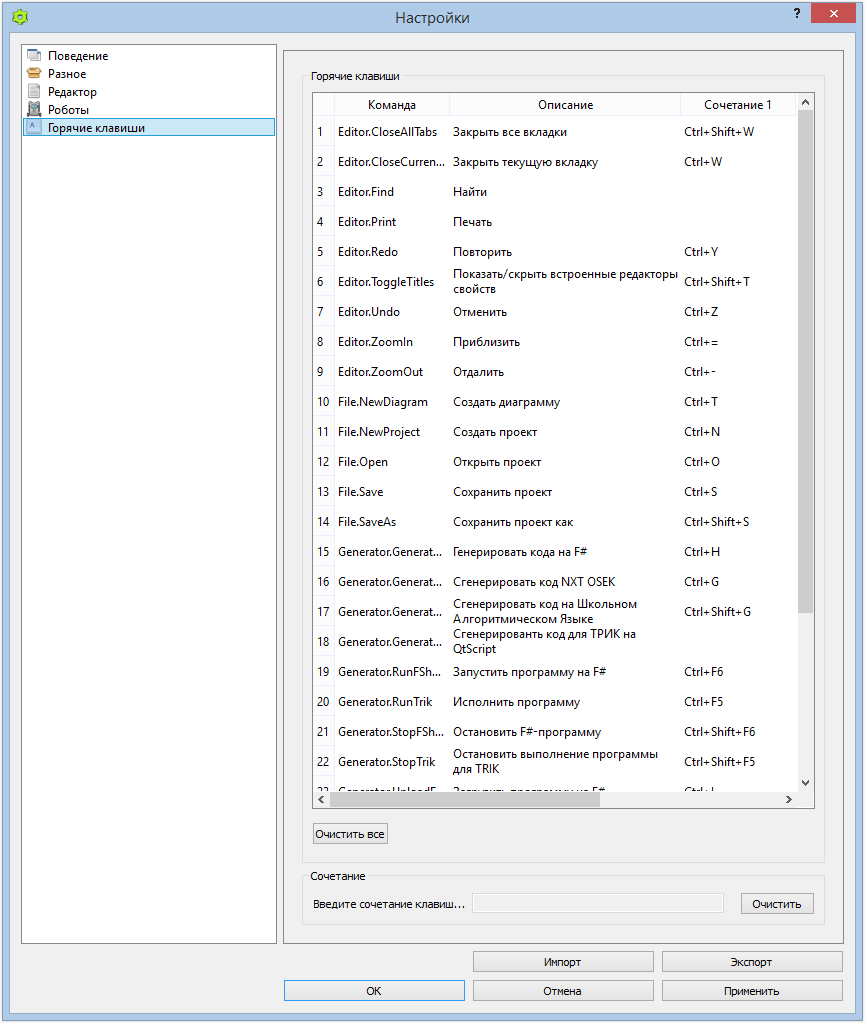 Настройки
?
Поведение
Разное
Редактор
Роботы
Горячие клавиши
Горячие клавиши
Команда Описание Сочетание 1
1 Editor.CloseAllTabs Закрыть все вкладки Ctrl+Shift+W
2 Editor.CloseCurren... Закрыть текущую вкладку Ctrl+W
3 Editor.Find Найти
4 Editor.Print Печать
5 Editor.Redo Повторить Ctrl+Y
6 Editor.ToggleTitles Показать/скрыть встроенные редакторы свойств Ctrl+Shift+T
7 Editor.Undo Отменить Ctrl+Z
8 Editor.ZoomIn Приблизить Ctrl+=
9 Editor.ZoomOut Отдалить Ctrl+-
10 File.NewDiagram Создать диаграмму Ctrl+T
11 File.NewProject Создать проект Ctrl+N
12 File.Open Открыть проект Ctrl+O
13 File.Save Сохранить проект Ctrl+S
14 File.SaveAs Сохранить проект как Ctrl+Shift+S
15 Generator.Generat... Генерировать кода на F# Ctrl+H
16 Generator.Generat... Сгенерировать код NXT OSEK Ctrl+G
17 Generator.Generat... Сгенерировать код на Школьном Алгоритмическом Языке Ctrl+Shift+G
18 Generator.Generat... Сгенерированть код для ТРИК на QtScript
19 Generator.RunFSh... Запустить программу на F# Ctrl+F6
20 Generator.RunTrik Исполнить программу Ctrl+F5
21 Generator.StopFSh... Остановить F#-программу Ctrl+Shift+F6
22 Generator.StopTrik Остановить выполнение программы для TRIK Ctrl+Shift+F5
Очистить все
Сочетание
Введите сочетание клавиш... Очистить
Импорт Экспорт
OK Отмена Применить